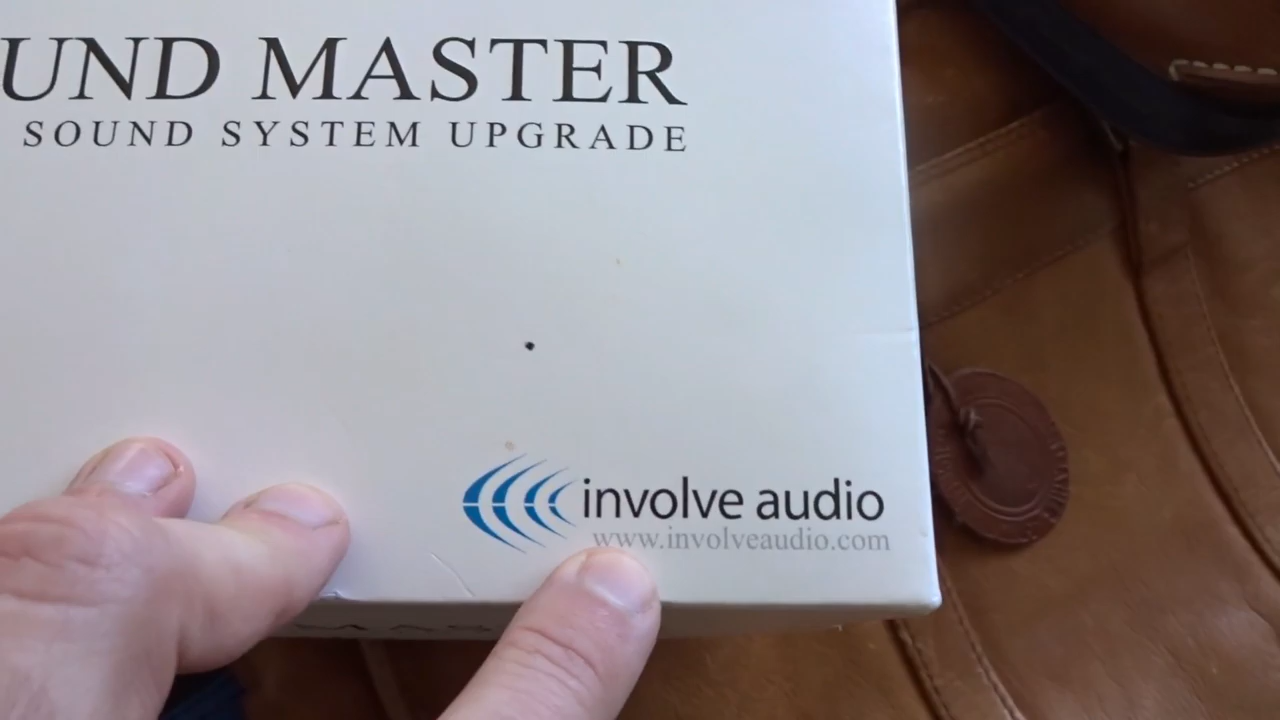 UND MASTER
SOUND SYSTEM UPGRADE
involve audio
www.involveaudio.com